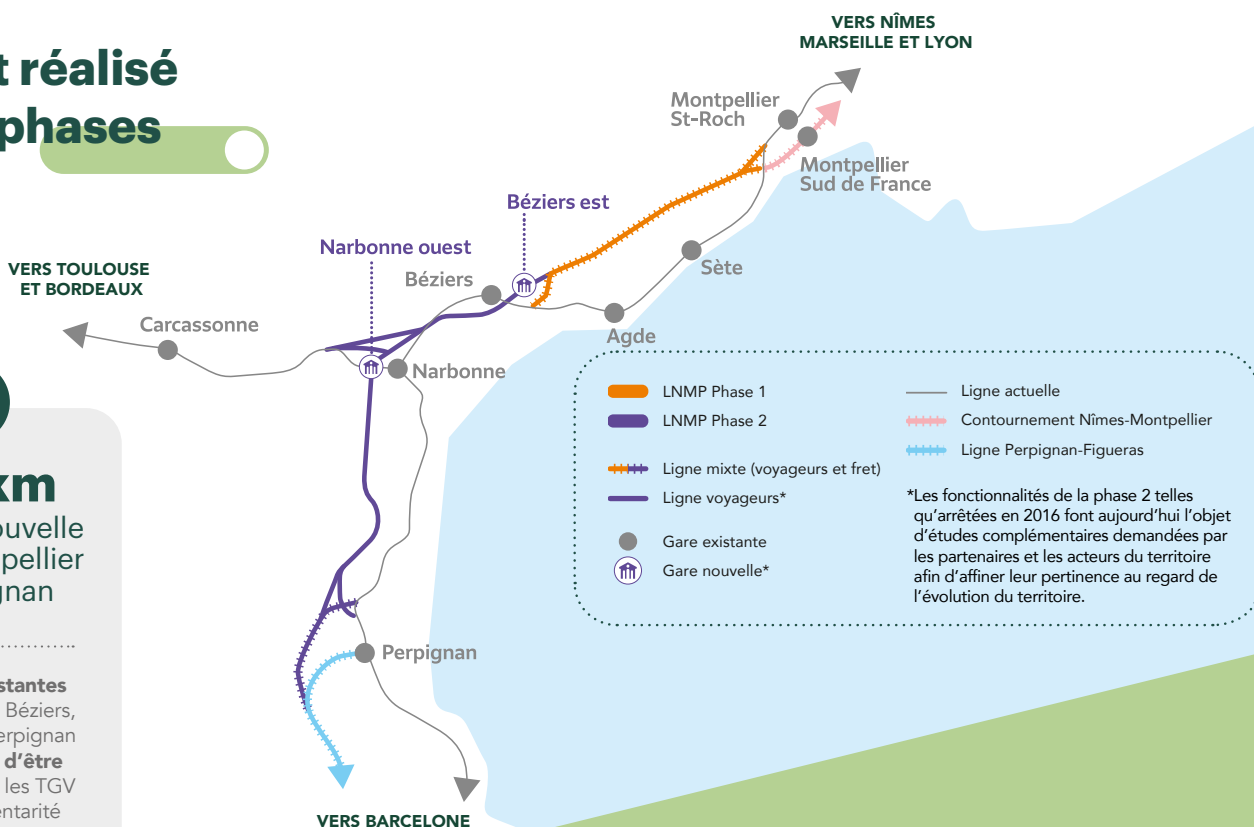 t réalisé
phases
VERS NÎMES
MARSEILLE ET LYON
Montpellier
St-Roch
Montpellier
Sud de France
Béziers est
Narbonne ouest
VERS TOULOUSE
ET BORDEAUX
Béziers
Sète
Carcassonne
Agde
Narbonne
LNMP Phase 1
LNMP Phase 2
Ligne mixte (voyageurs et fret)
Ligne voyageurs*
Gare existante
Gare nouvelle*
Ligne actuelle
Contournement Nîmes-Montpellier
Ligne Perpignan-Figueras
*Les fonctionnalités de la phase 2 telles
qu'arrêtées en 2016 font aujourd'hui l'objet
d'études complémentaires demandées par
les partenaires et les acteurs du territoire
afin d'affiner leur pertinence au regard de
l'évolution du territoire.
km
ouvelle
pellier
gnan
stantes
Béziers,
erpignan
d'être
les TGV
entarité
Perpignan
VERS BARCELONE